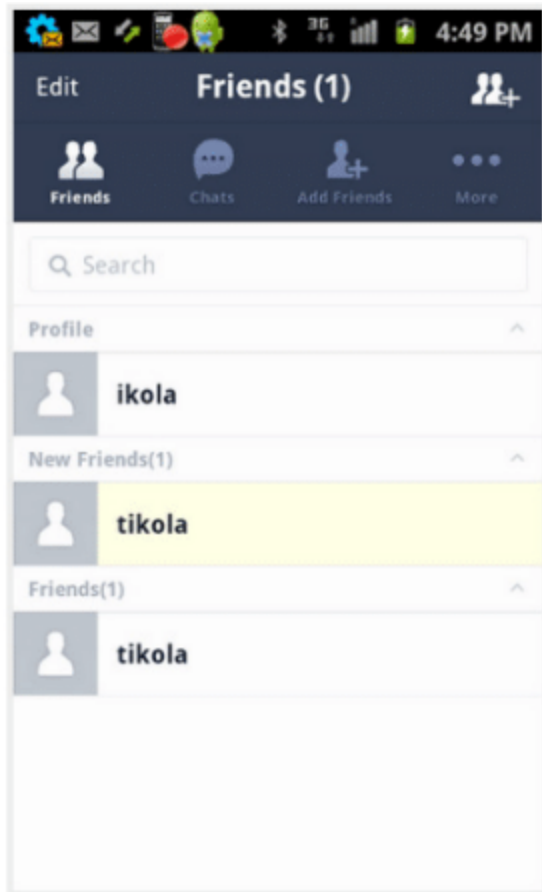 3G 4:49 PM
Edit Friends (1)
Friends Chats Add Friends More
Search
Profile
ikola
New Friends(1)
tikola
Friends(1)
tikola